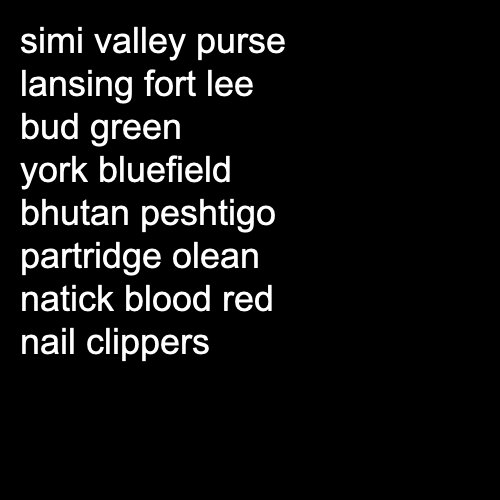 simi valley purse
lansing fort lee
bud green
york bluefield
bhutan peshtigo
partridge olean
natick blood red
nail clippers